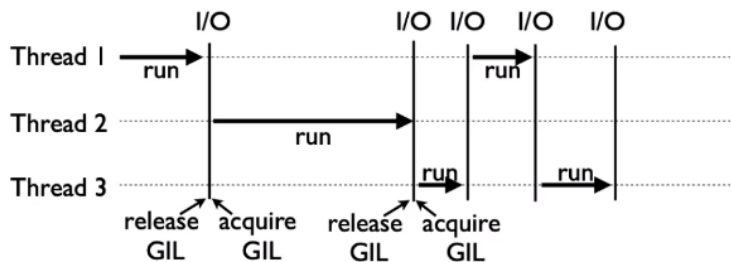 I/O I/O I/O I/O I/O
Thread 1 run run
Thread 2 run
Thread 3 run run
release acquire release acquire
GIL GIL GIL GIL